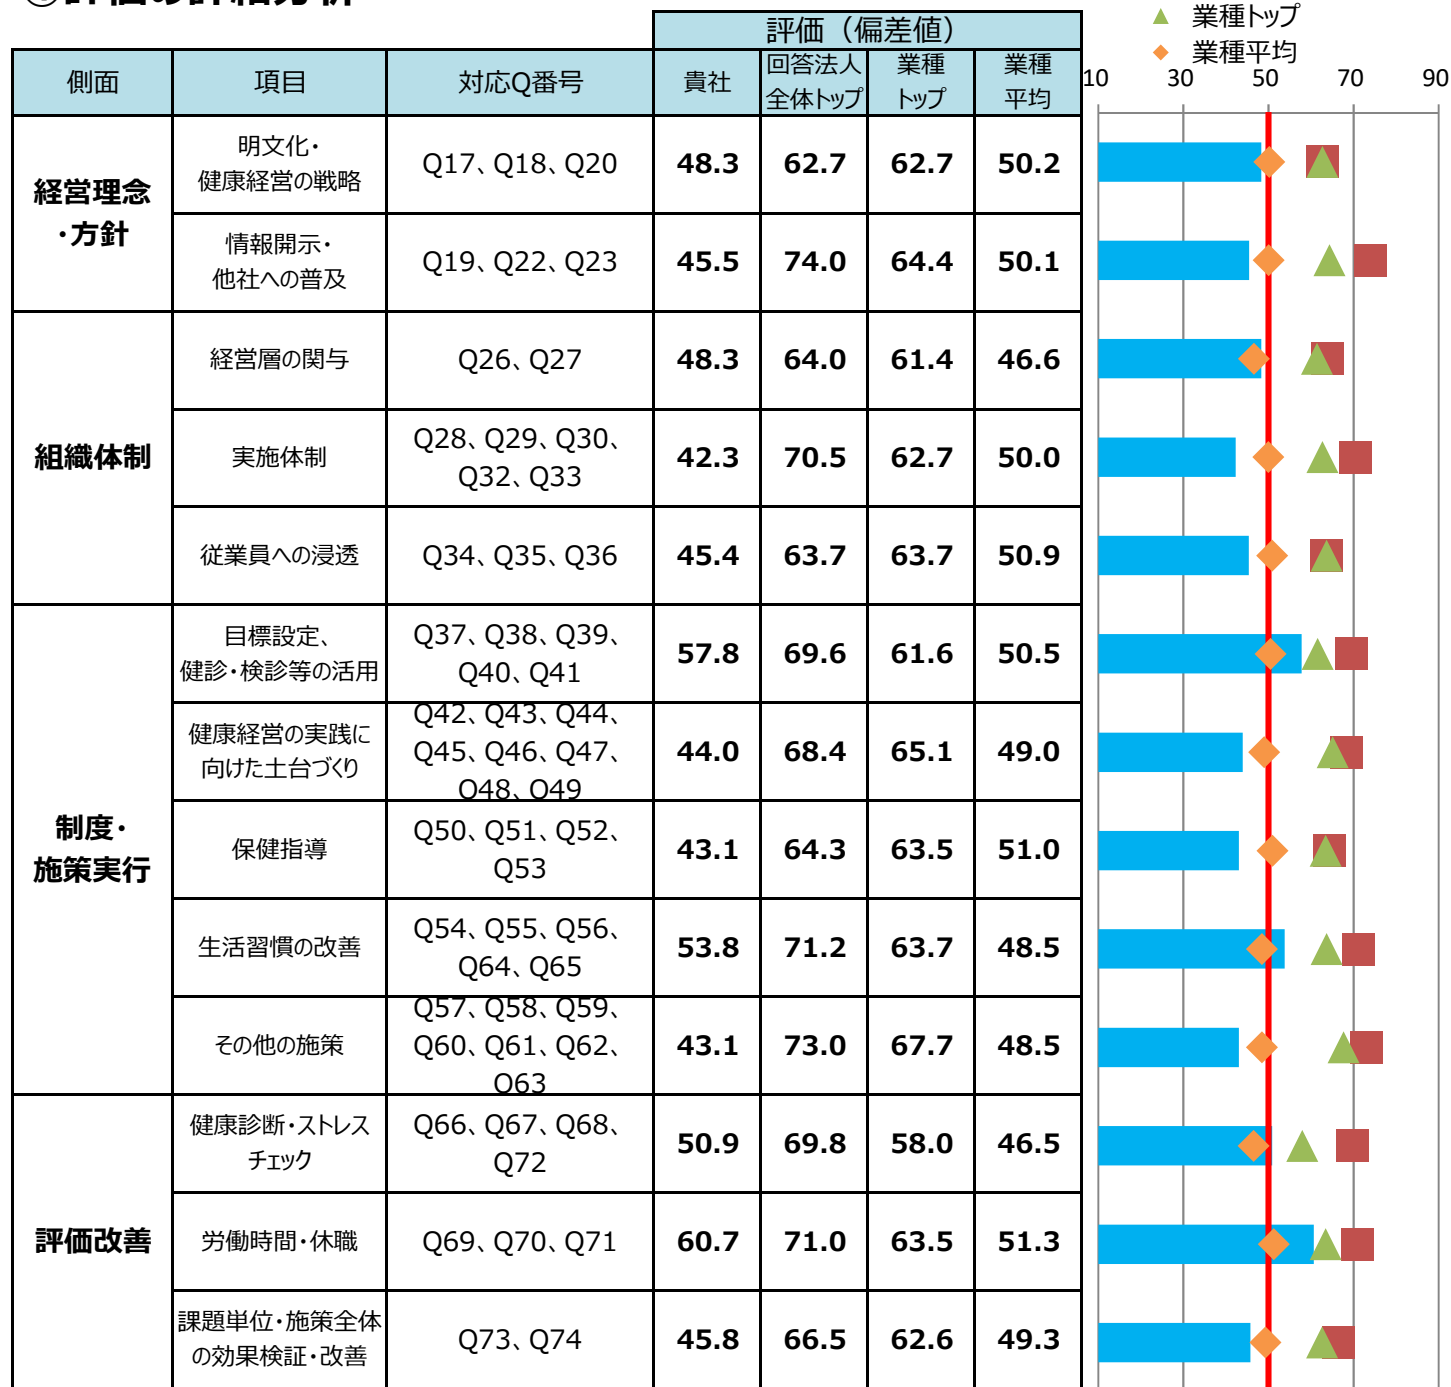 評価（偏差値）
▲ 業種トップ
◆ 業種平均
側面 項目 対応Q番号 貴社 回答法人 業種 業種
全体トップ トップ 平均
10 30 50 70 90
経営理念
・方針
明文化・
健康経営の戦略
Q17、Q18、Q20 48.3 62.7 62.7 50.2
情報開示・
他社への普及
Q19、Q22、Q23 45.5 74.0 64.4 50.1
組織体制
経営層の関与 Q26、Q27 48.3 64.0 61.4 46.6
実施体制
Q28、Q29、Q30、
Q32、Q33
42.3 70.5 62.7 50.0
従業員への浸透 Q34、Q35、Q36 45.4 63.7 63.7 50.9
制度・
施策実行
目標設定、
健診・検診等の活用
Q37、Q38、Q39、
Q40、Q41
57.8 69.6 61.6 50.5
健康経営の実践に
向けた土台づくり
Q42、Q43、Q44、
Q45、Q46、Q47、
Q48、Q49
44.0 68.4 65.1 49.0
保健指導
Q50、Q51、Q52、
Q53
43.1 64.3 63.5 51.0
生活習慣の改善
Q54、Q55、Q56、
Q64、Q65
53.8 71.2 63.7 48.5
その他の施策
Q57、Q58、Q59、
Q60、Q61、Q62、
Q63
43.1 73.0 67.7 48.5
評価改善
健康診断・ストレス
チェック
Q66、Q67、Q68、
Q72
50.9 69.8 58.0 46.5
労働時間・休職 Q69、Q70、Q71 60.7 71.0 63.5 51.3
課題単位・施策全体
の効果検証・改善
Q73、Q74 45.8 66.5 62.6 49.3